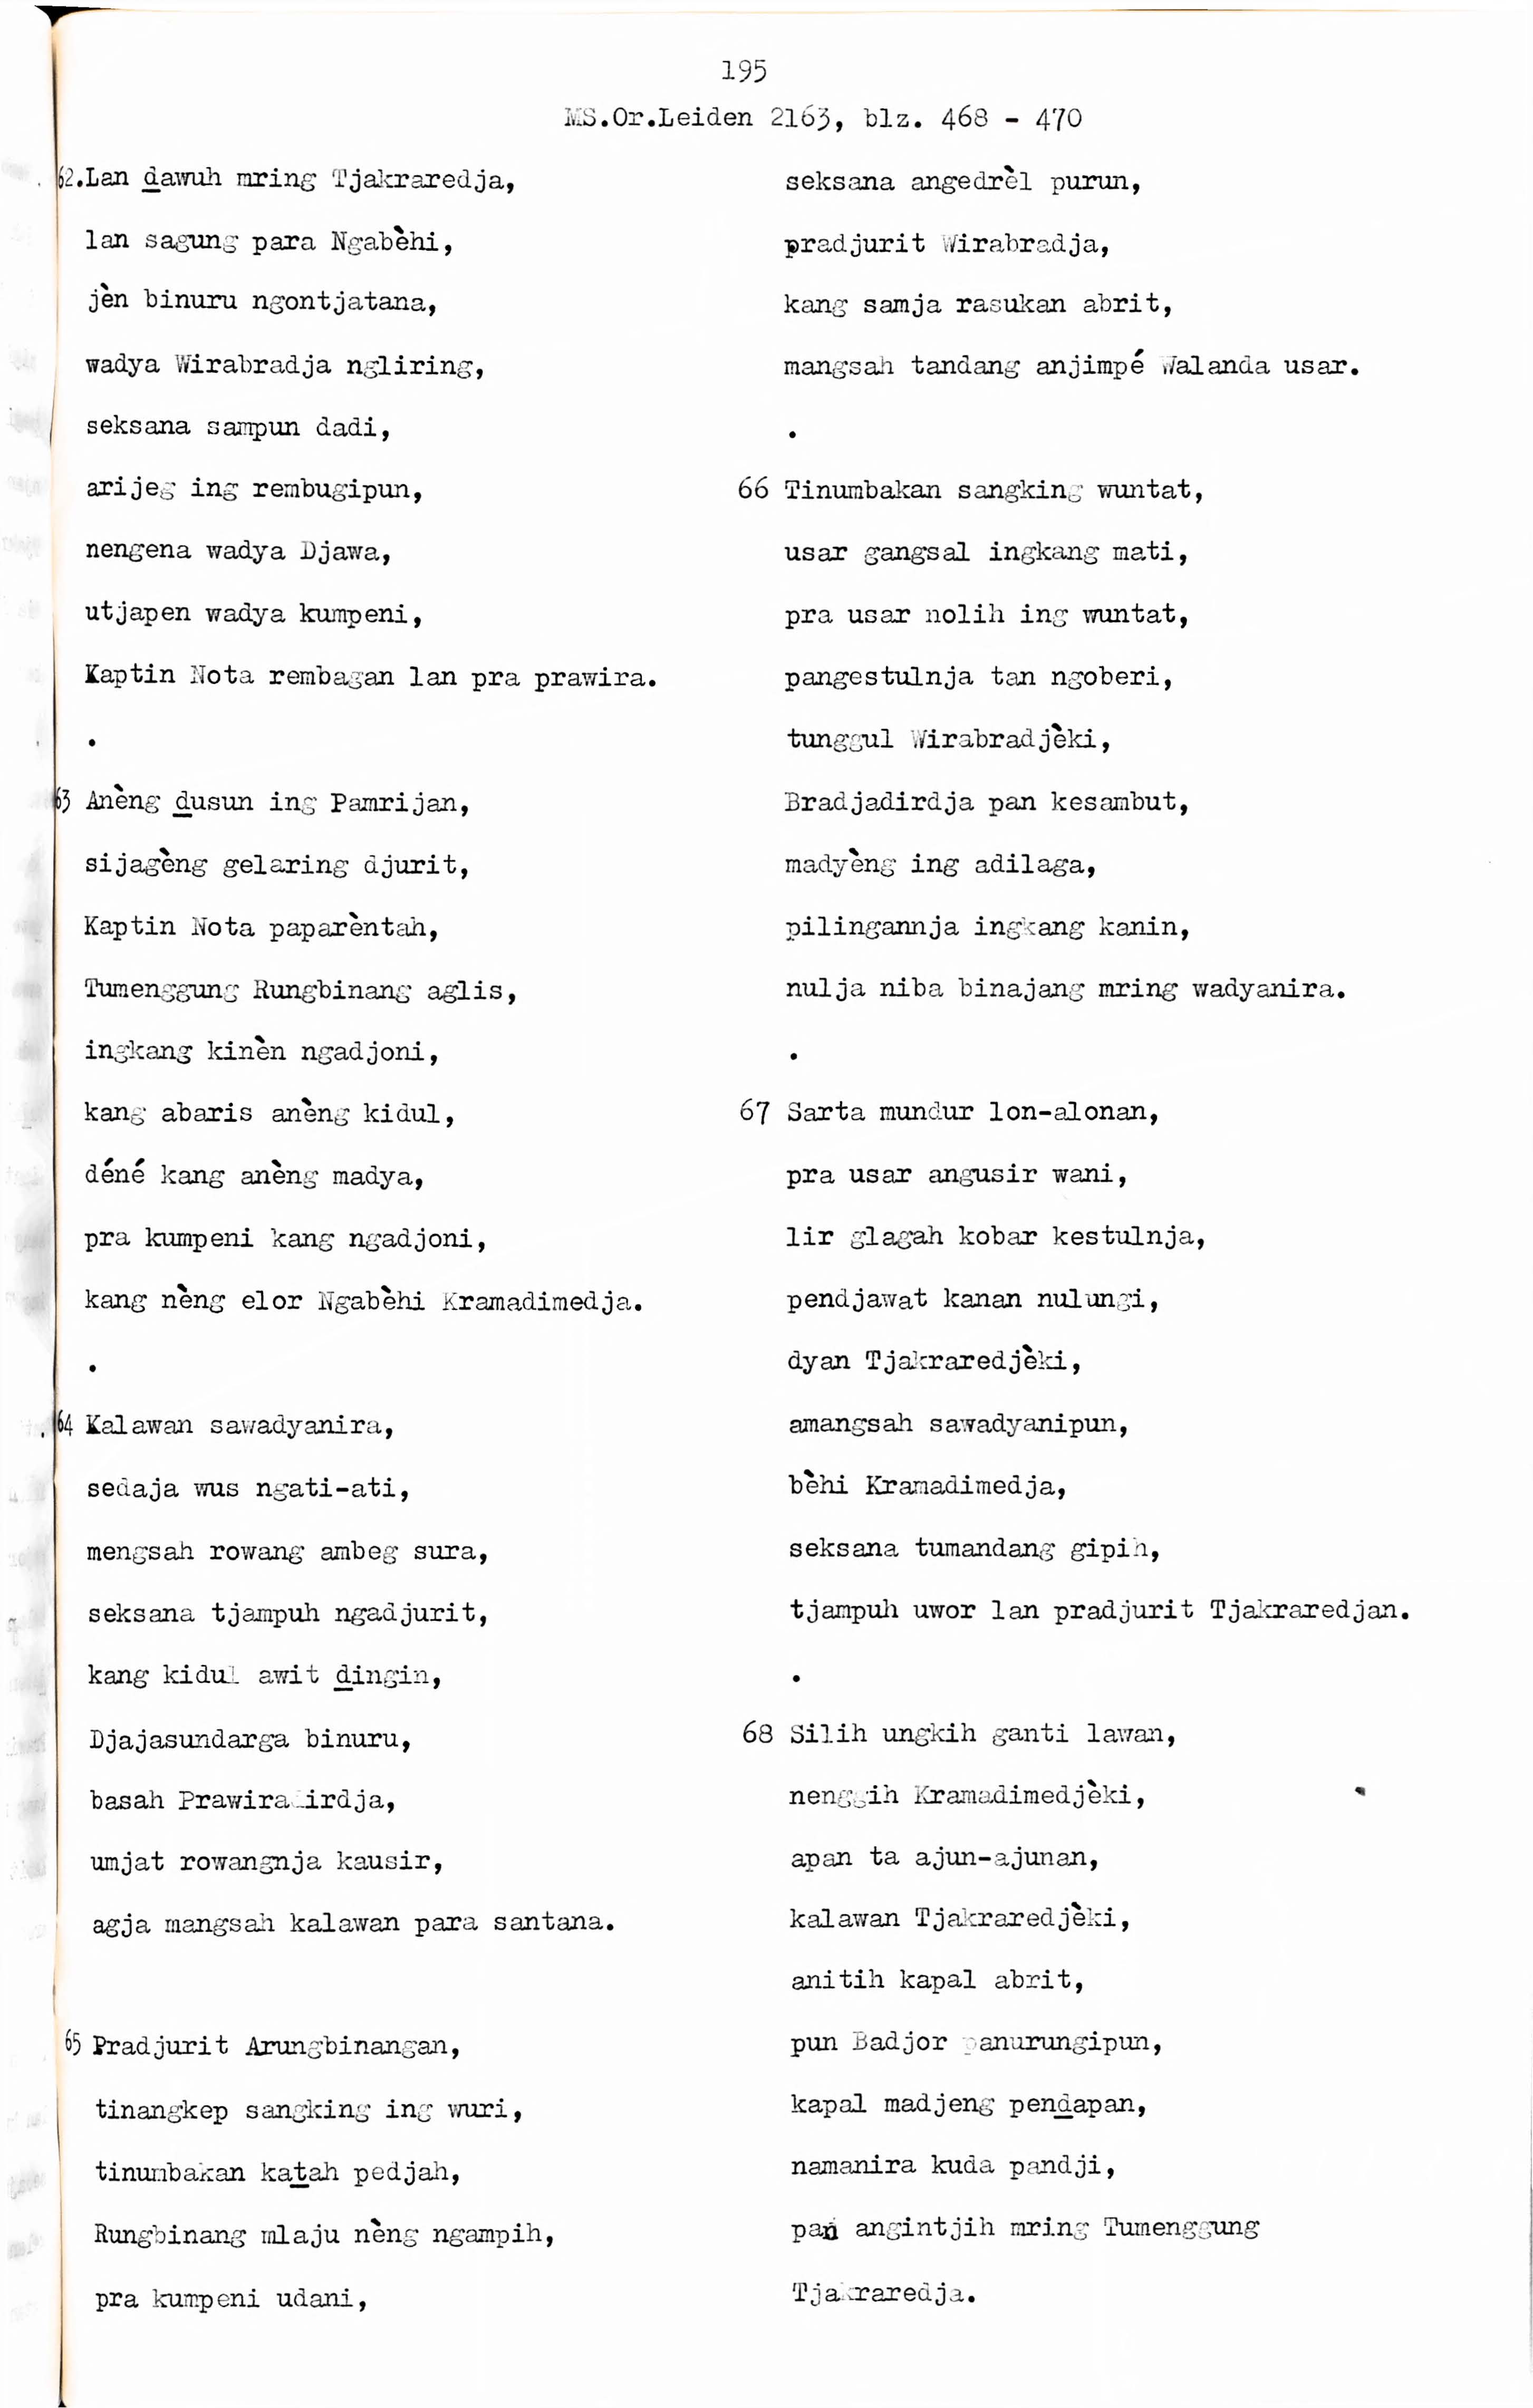 195
MS.Or.Leiden 2163, blz. 468 - 470
62.Lan ḏawuh mring Tjakraredja,
lan sagung para Ngabèhi,
jèn binuru ngontjatana,
wadya Wirabradja ngliring,
seksana sampun dadi,
arijeg ing rembugipun,
nengena wadya Djawa,
utjapen wadya kumpeni,
Kaptin Nota rembagan lan pra prawira.
.
63 Anèng ḏusun ing Pamrijan,
sijagèng gelaring djurit,
Kaptin Nota paparèntah,
Tumenggung Rungbinang aglis,
ingkang kinèn ngadjoni,
kang abaris anèng kidul,
déné kang anèng madya,
pra kumpeni kang ngadjoni,
kang nèng elor Ngabèhi Kramadimedja.
.
64 Kalawan sawadyanira,
sedaja wus ngati-ati,
mengsah rowang ambeg sura,
seksana tjampuh ngadjurit,
kang kidul awit ḏingin,
Djajasundarga binuru,
basah Prawiradirdja,
umjat rowangnja kausir,
agja mangsah kalawan para santana.
65 Pradjurit Arungbinangan,
tinangkep sangking ing wuri,
tinumbakan kaṯah pedjah,
Rungbinang mlaju nèng ngampih,
pra kumpeni udani,
seksana angedrèl purun,
pradjurit Wirabradja,
kang samja rasukan abrit,
mangsah tandang anjimpé Walanda usar.
.
66 Tinumbakan sangking wuntat,
usar gangsal ingkang mati,
pra usar nolih ing wuntat,
pangestulnja tan ngoberi,
tunggul Wirabradjèki,
Bradjadirdja pan kesambut,
madyèng ing adilaga,
pilingannja ingkang kanin,
nulja niba binajang mring wadyanira.
.
67 Sarta mundur lon-alonan,
pra usar angusir wani,
lir glagah kobar kestulnja,
pendjawat kanan nulungi,
dyan Tjakraredjèki,
amangsah sawadyanipun,
bèhi Kramadimedja,
seksana tumandang gipih,
tjampuh uwor lan pradjurit Tjakraredjan.
.
68 Silih ungkih ganti lawan,
nenggih Kramadimedjèki,
apan ta ajun-ajunan,
kalawan Tjakraredjèki,
anitih kapal abrit,
pun Badjor panurungipun,
kapal madjeng penḏapan,
namanira kuda pandji,
pan angintjih mring Tumenggung
Tjakraredja.